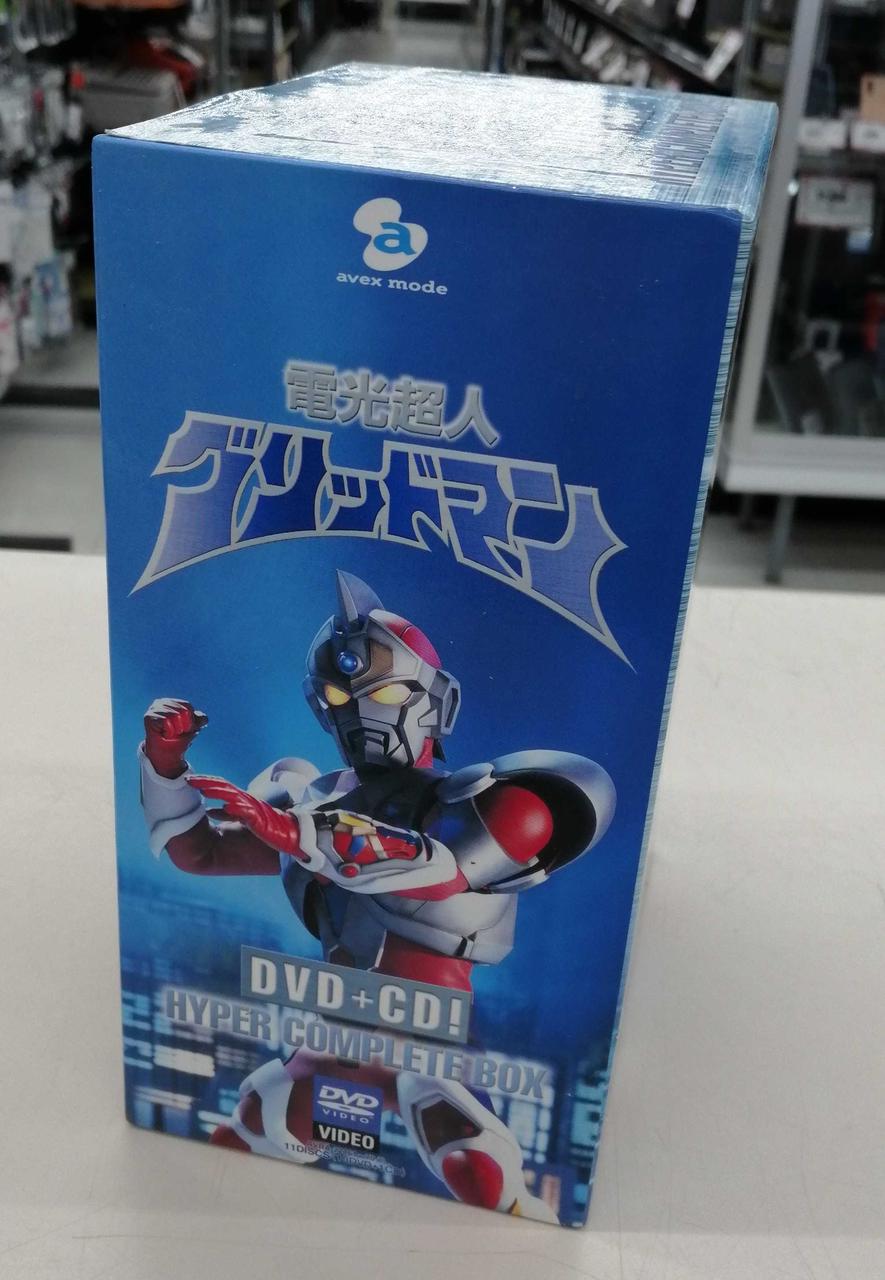 a
avex mode
電光超人
グリッドマン
DVD+CD!
HYPER COMPLETE BOX
DVD
VIDEO
VIDEO